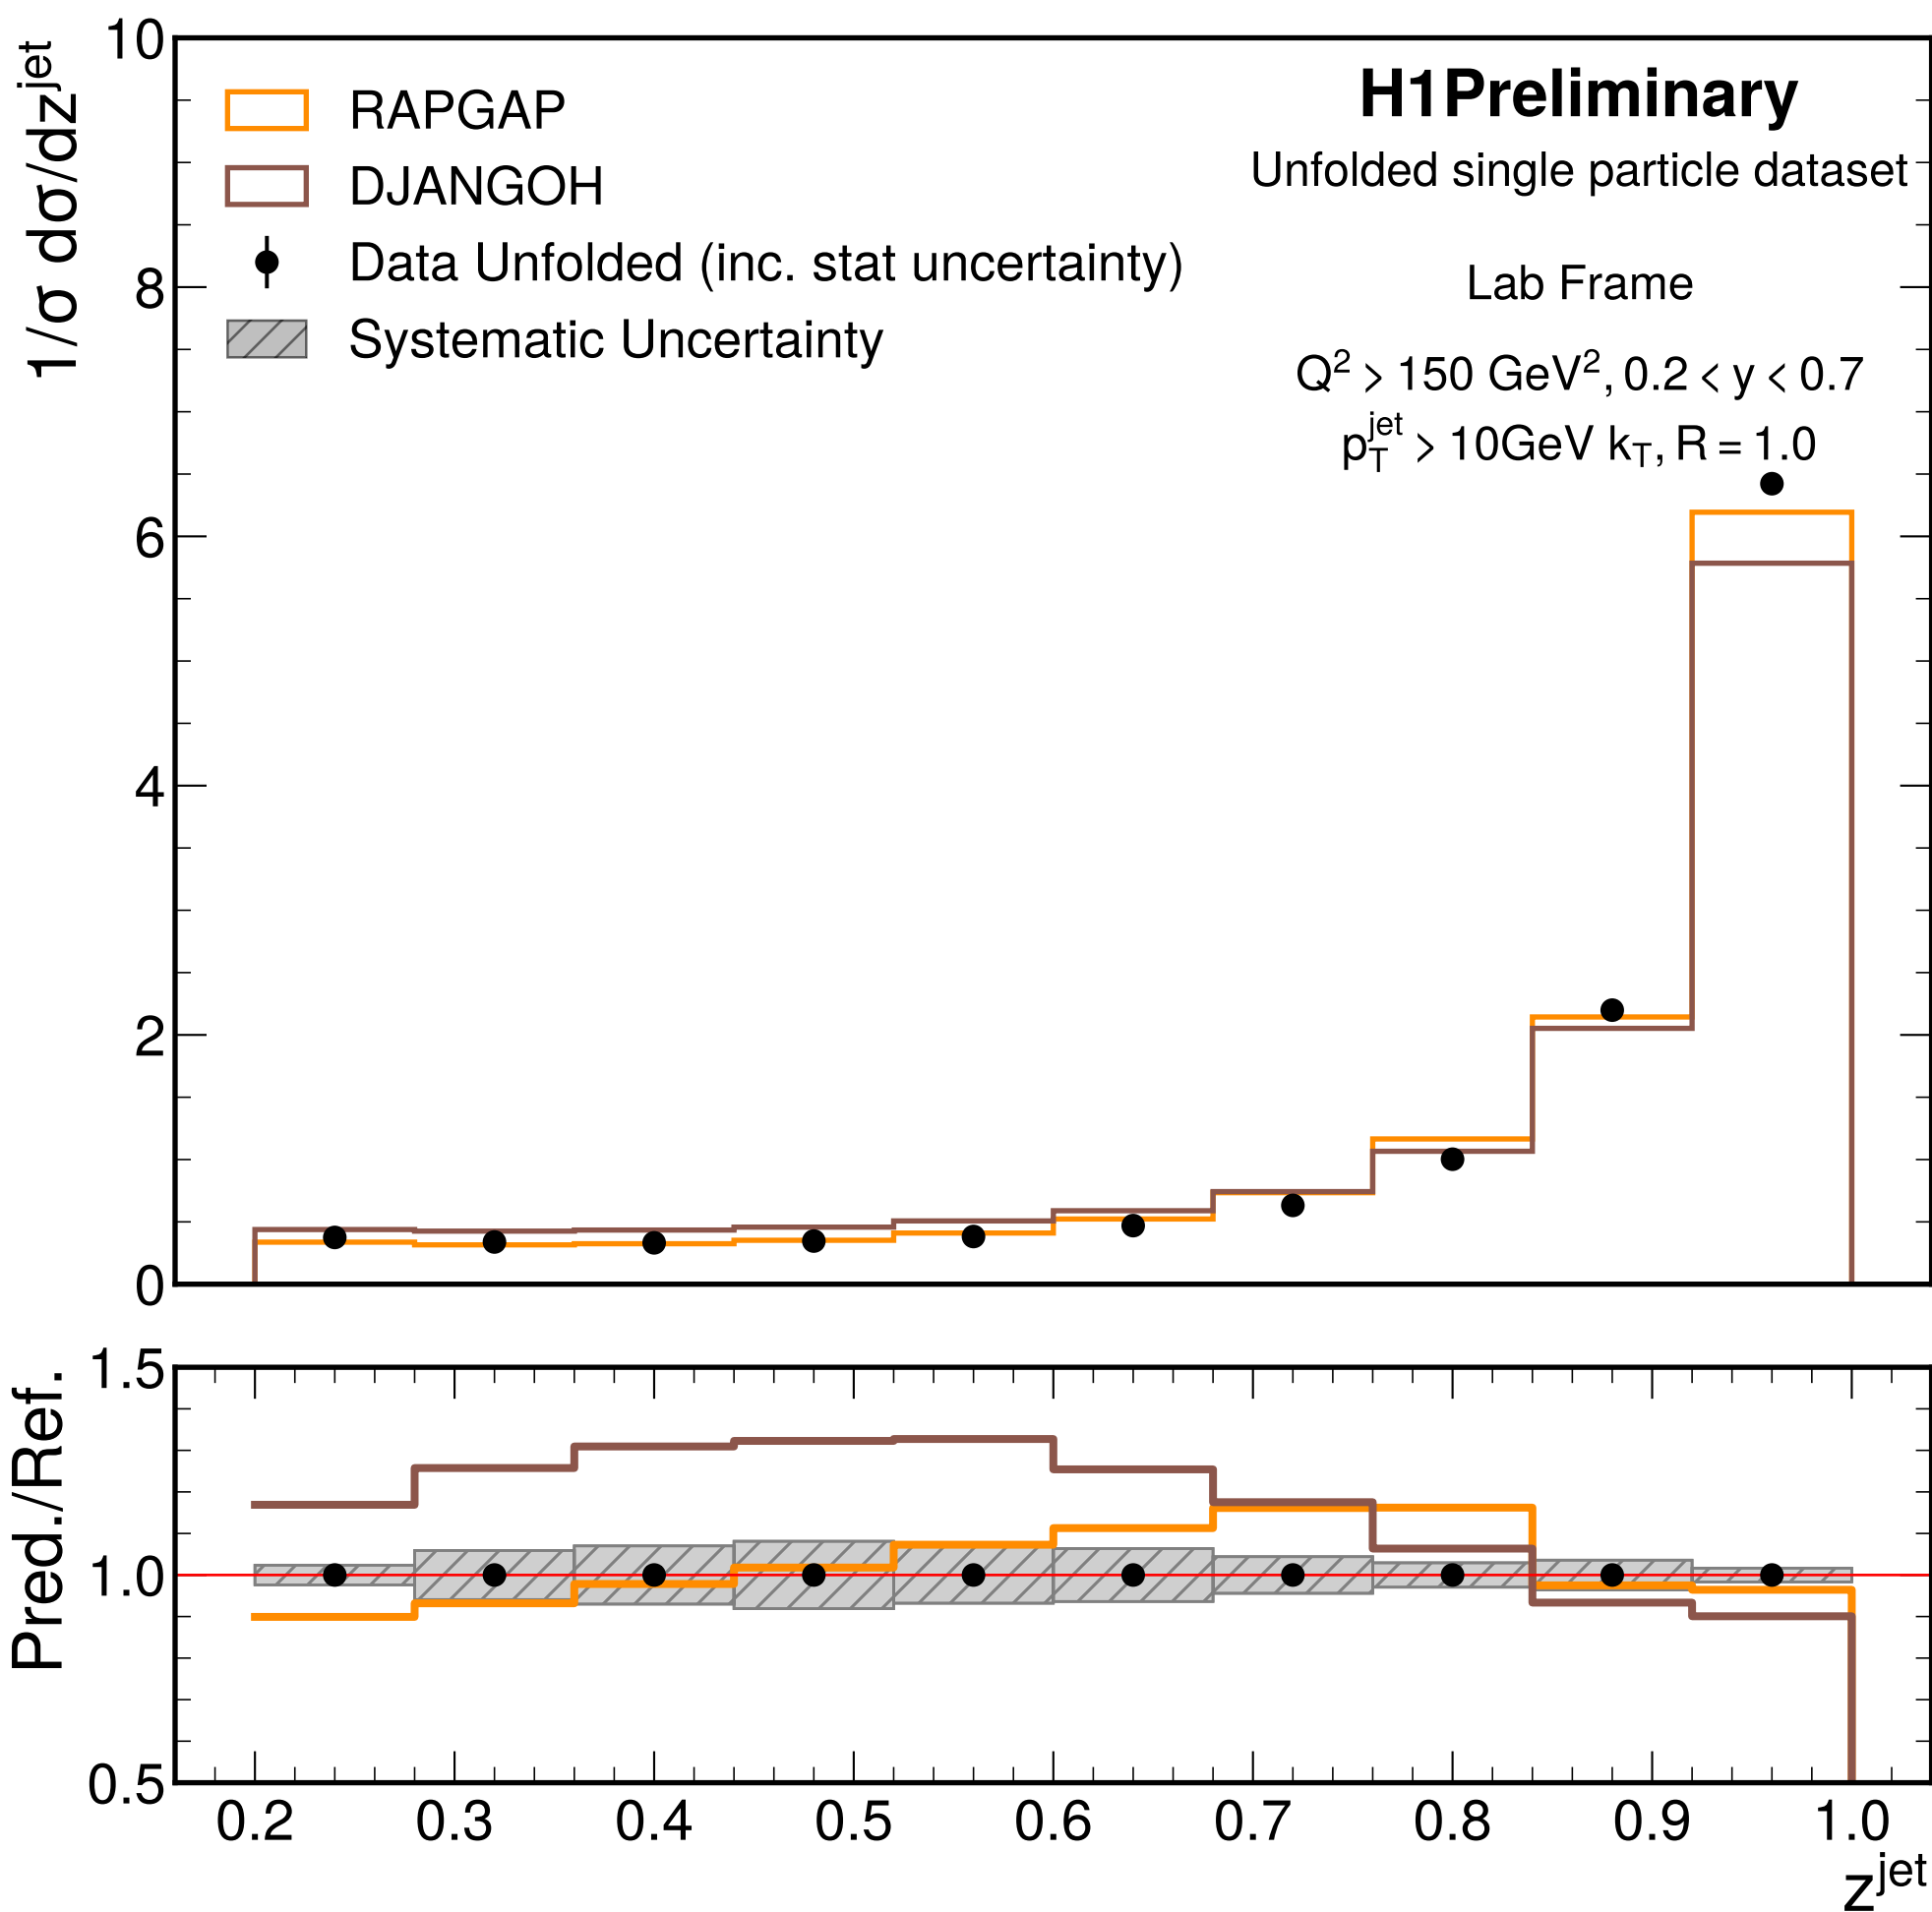 1/σ dσ/dz^jet
10
8
6
4
2
0
RAPGAP
DJANGOH
Data Unfolded (inc. stat uncertainty)
Systematic Uncertainty
H1Preliminary
Unfolded single particle dataset
Lab Frame
Q² > 150 GeV², 0.2 < y < 0.7
p_T^jet > 10GeV k_T, R = 1.0
Pred./Ref.
1.5
1.0
0.5
0.2 0.3 0.4 0.5 0.6 0.7 0.8 0.9 1.0
z^jet